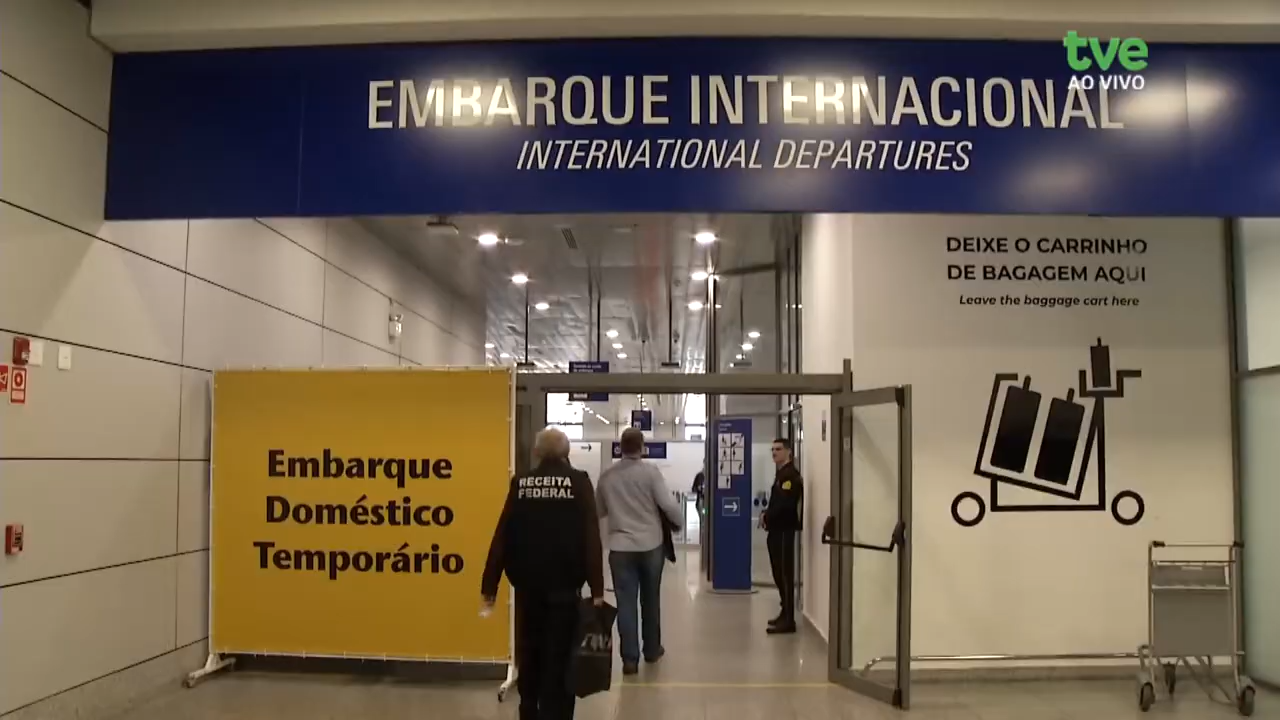 tve
AO VIVO
EMBARQUE INTERNACIONAL
INTERNATIONAL DEPARTURES
DEIXE O CARRINHO
DE BAGAGEM AQUI
Leave the baggage cart here
Embarque
Doméstico
Temporário
RECEITA
FEDERAL